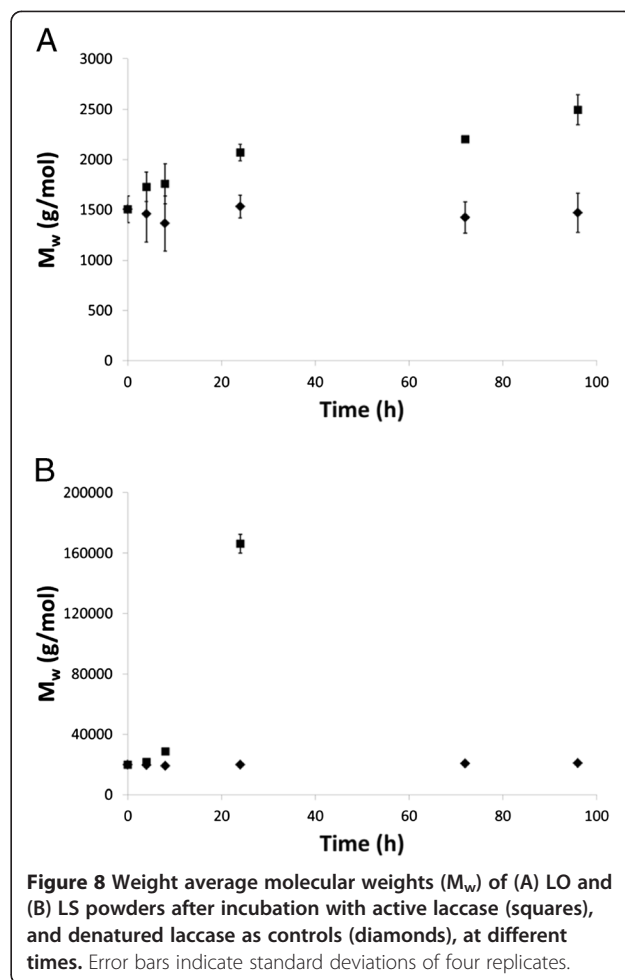 A
3000
2500
2000
1500
1000
500
0
M_w (g/mol)
0 20 40 60 80 100
Time (h)
B
200000
160000
120000
80000
40000
0
M_w (g/mol)
0 20 40 60 80 100
Time (h)
Figure 8 Weight average molecular weights (M_w) of (A) LO and
(B) LS powders after incubation with active laccase (squares),
and denatured laccase as controls (diamonds), at different
times. Error bars indicate standard deviations of four replicates.